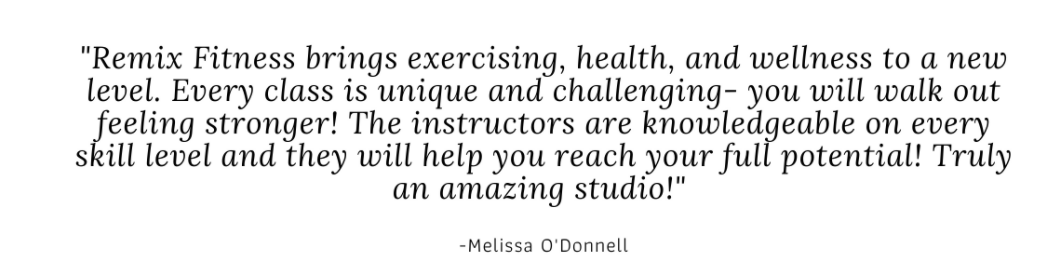 "Remix Fitness brings exercising, health, and wellness to a new
level. Every class is unique and challenging- you will walk out
feeling stronger! The instructors are knowledgeable on every
skill level and they will help you reach your full potential! Truly
an amazing studio!"
-Melissa O'Donnell